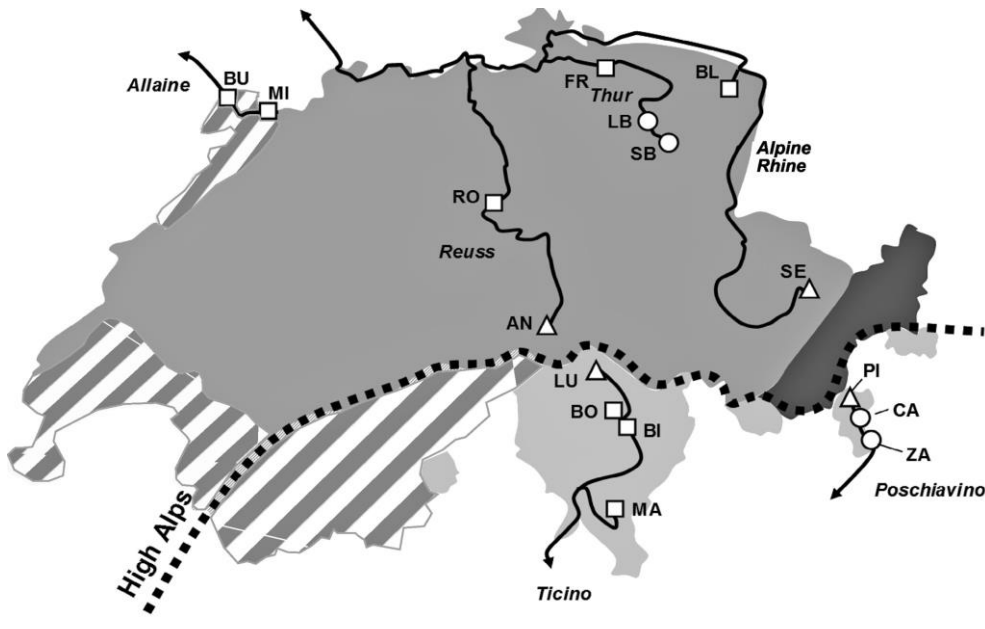 BU
Allaine
MI
FR
Thur
BL
LB
SB
Alpine
Rhine
RO
Reuss
SE
AN
LU
PI
BO
CA
BI
ZA
Poschiavino
MA
High Alps
Ticino